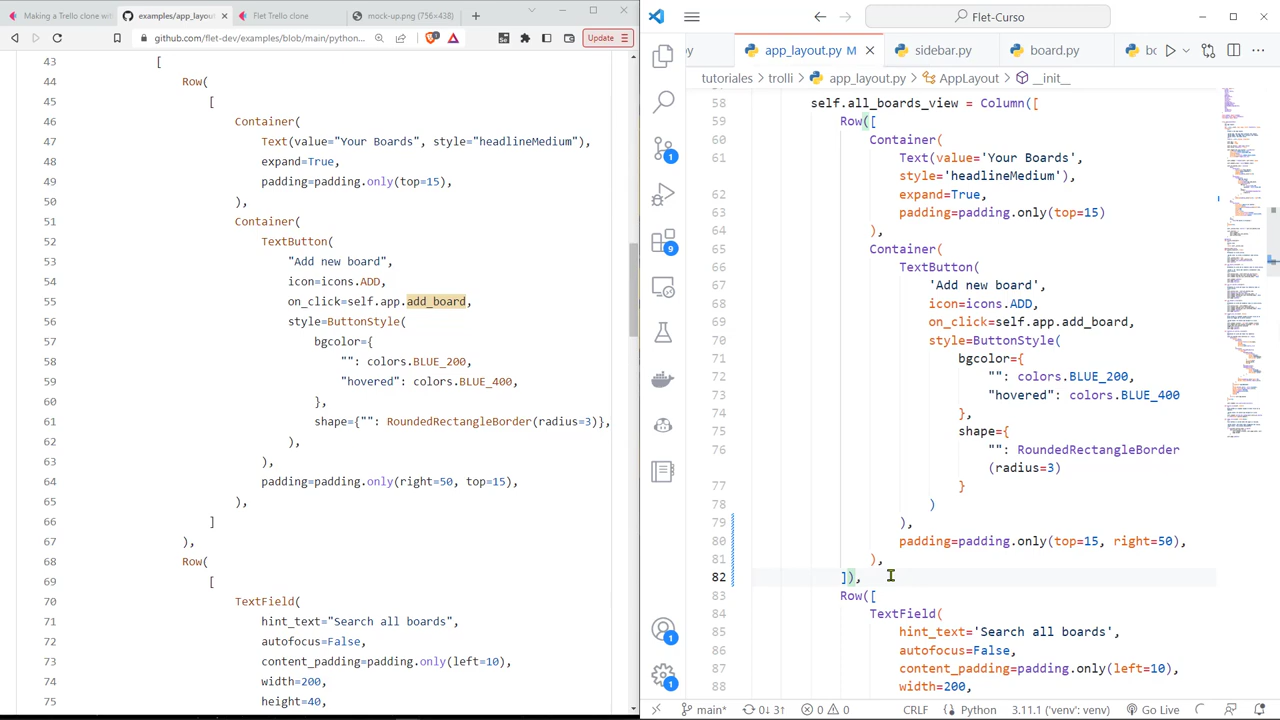 Making a Trello clone with
examples/app_layout
Trello clone
mock-up.png (756×438)
github.com/flet-dev/examples/blob/main/python...
Update
43 [
44 Row(
45 [
46 Container(
47 Text(value="Your Boards", style="headlineMedium"),
48 expand=True,
49 padding=padding.only(top=15),
50 ),
51 Container(
52 TextButton(
53 "Add new board",
54 icon=icons.ADD,
55 on_click=self.app.add_board,
56 style=ButtonStyle(
57 bgcolor={
58 "": colors.BLUE_200,
59 "hovered": colors.BLUE_400,
60 },
61 shape={"": RoundedRectangleBorder(radius=3)},
62 ),
63 ),
64 padding=padding.only(right=50, top=15),
65 ),
66 ]
67 ),
68 Row(
69 [
70 TextField(
71 hint_text="Search all boards",
72 autofocus=False,
73 content_padding=padding.only(left=10),
74 width=200,
75 height=40,
Flet-Curso
py
app_layout.py M
sidebar.py
.py
bo
tutoriales > trolli > app_layout.py > AppLayout > __init__
58 self.all_boards_view = Column([
59 Row([
60 Container(
61 Text(value='Your Boards',
style='headlineMedium'),
62 expand=True,
63 padding=padding.only(top=15)
64 ),
65 Container(
66 TextButton(
67 'Add new board',
68 icon=icons.ADD,
69
70 style=ButtonStyle(
71 bgcolor={
72 "": colors.BLUE_200,
73
74
75
76 "": RoundedRectangleBorder
(radius=3)
77 }
78 )
79 ),
80 padding=padding.only(top=15, right=50),
81 ),
82 ]),
83 Row([
84 TextField(
85 hint_text='Search all boards',
86 autofocus=False,
87 content_padding=padding.only(left=10),
88 width=200,
1
9
1
1
main*
0↓ 3↑
0
0
CRLF
Python
3.11.1 ('venv': venv)
Go Live